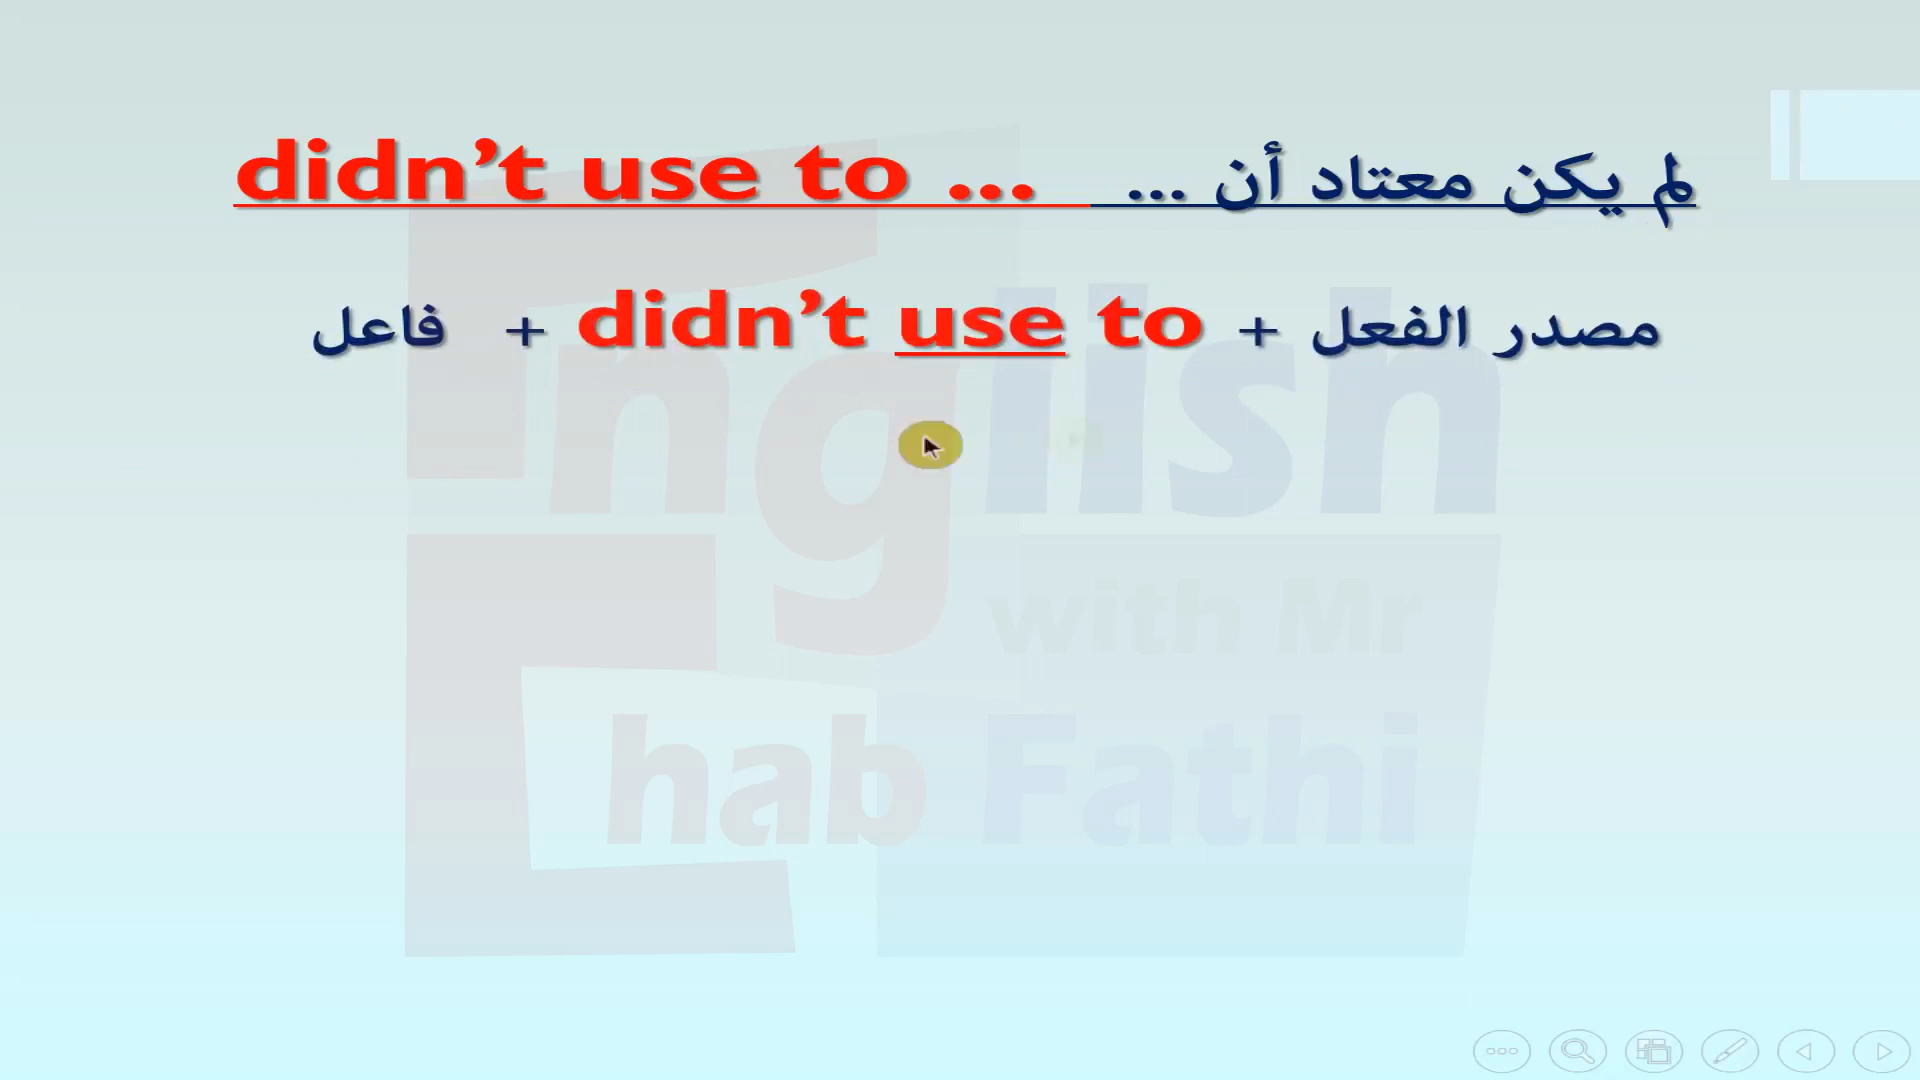 didn’t use to ... لم يكن معتاد أن ...
فاعل + didn’t use to + مصدر الفعل
English
with Mr
Ehab Fathi